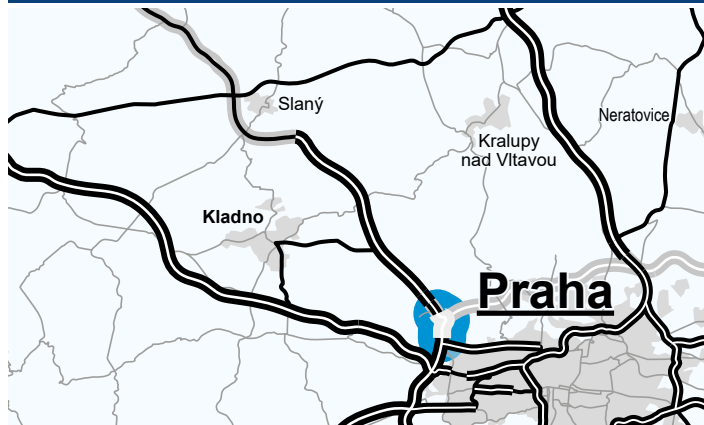 Slaný
Neratovice
Kralupy
nad Vltavou
Kladno
Praha